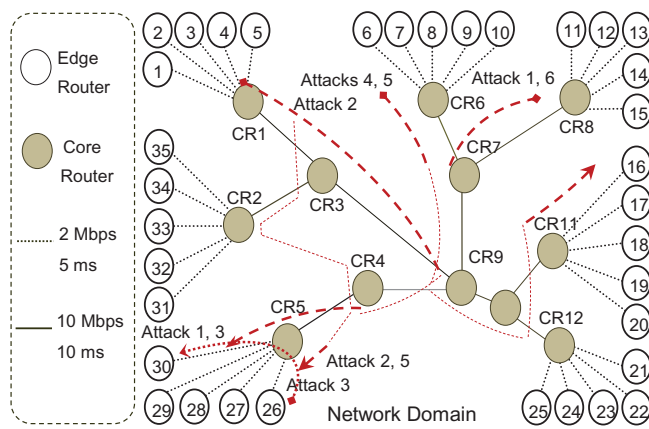 Edge
Router
Core
Router
2 Mbps
5 ms
10 Mbps
10 ms
2
3
4
5
1
6
7
8
9
10
11
12
13
14
15
Attacks 4, 5
Attack 1, 6
Attack 2
CR1
CR6
CR8
CR7
35
34
33
32
31
CR2
CR3
16
17
18
19
20
CR11
CR9
CR4
CR5
CR12
Attack 1, 3
30
29
28
27
26
Attack 2, 5
Attack 3
21
22
23
24
25
Network Domain